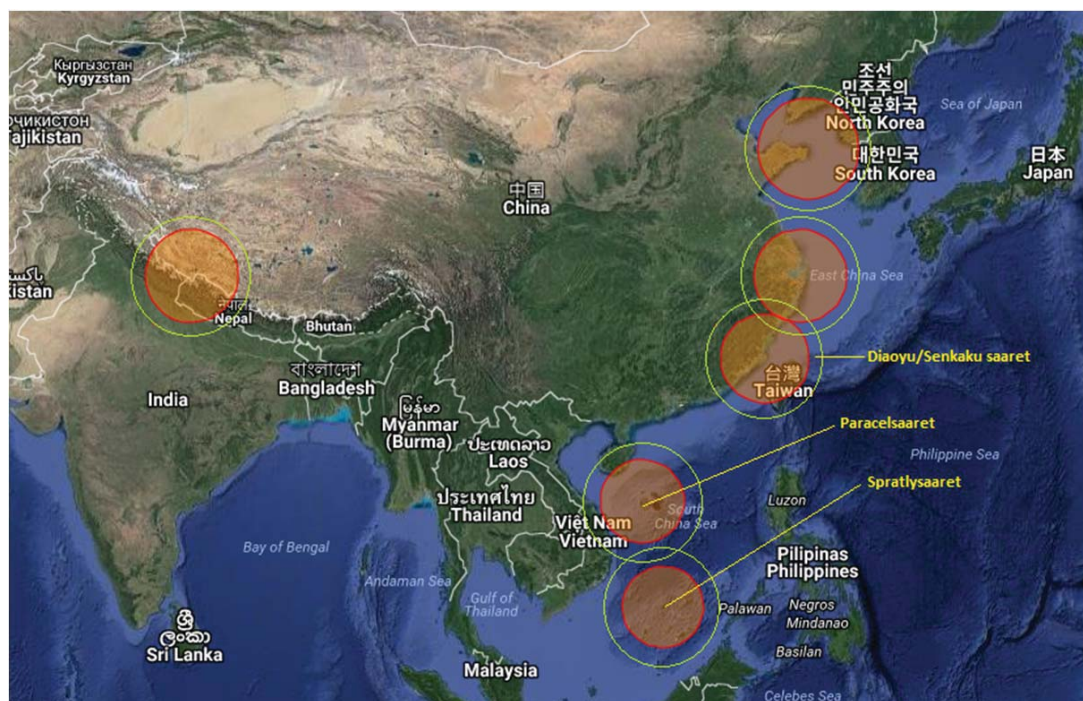 Кыргызстан
Kyrgyzstan
ОҶИКИСТОН
Tajikistan
조선
민주주의
인민공화국
North Korea
Sea of Japan
대한민국
South Korea
日本
Japan
中国
China
East China Sea
नेपाल
Nepal
Bhutan
বাংলাদেশ
Bangladesh
India
မြန်မာ
Myanmar
(Burma)
ປະເທດລາວ
Laos
ประเทศไทย
Thailand
Việt Nam
Vietnam
台灣
Taiwan
Diaoyu/Senkaku saaret
Paracelsaaret
Spratlysaaret
Philippine Sea
Luzon
South
China Sea
Pilipinas
Philippines
Bay of Bengal
Andaman Sea
Gulf of
Thailand
Palawan
Negros
Mindanao
Basilan
ශ්‍රී
ලංකා
Sri Lanka
Malaysia
Celebes Sea